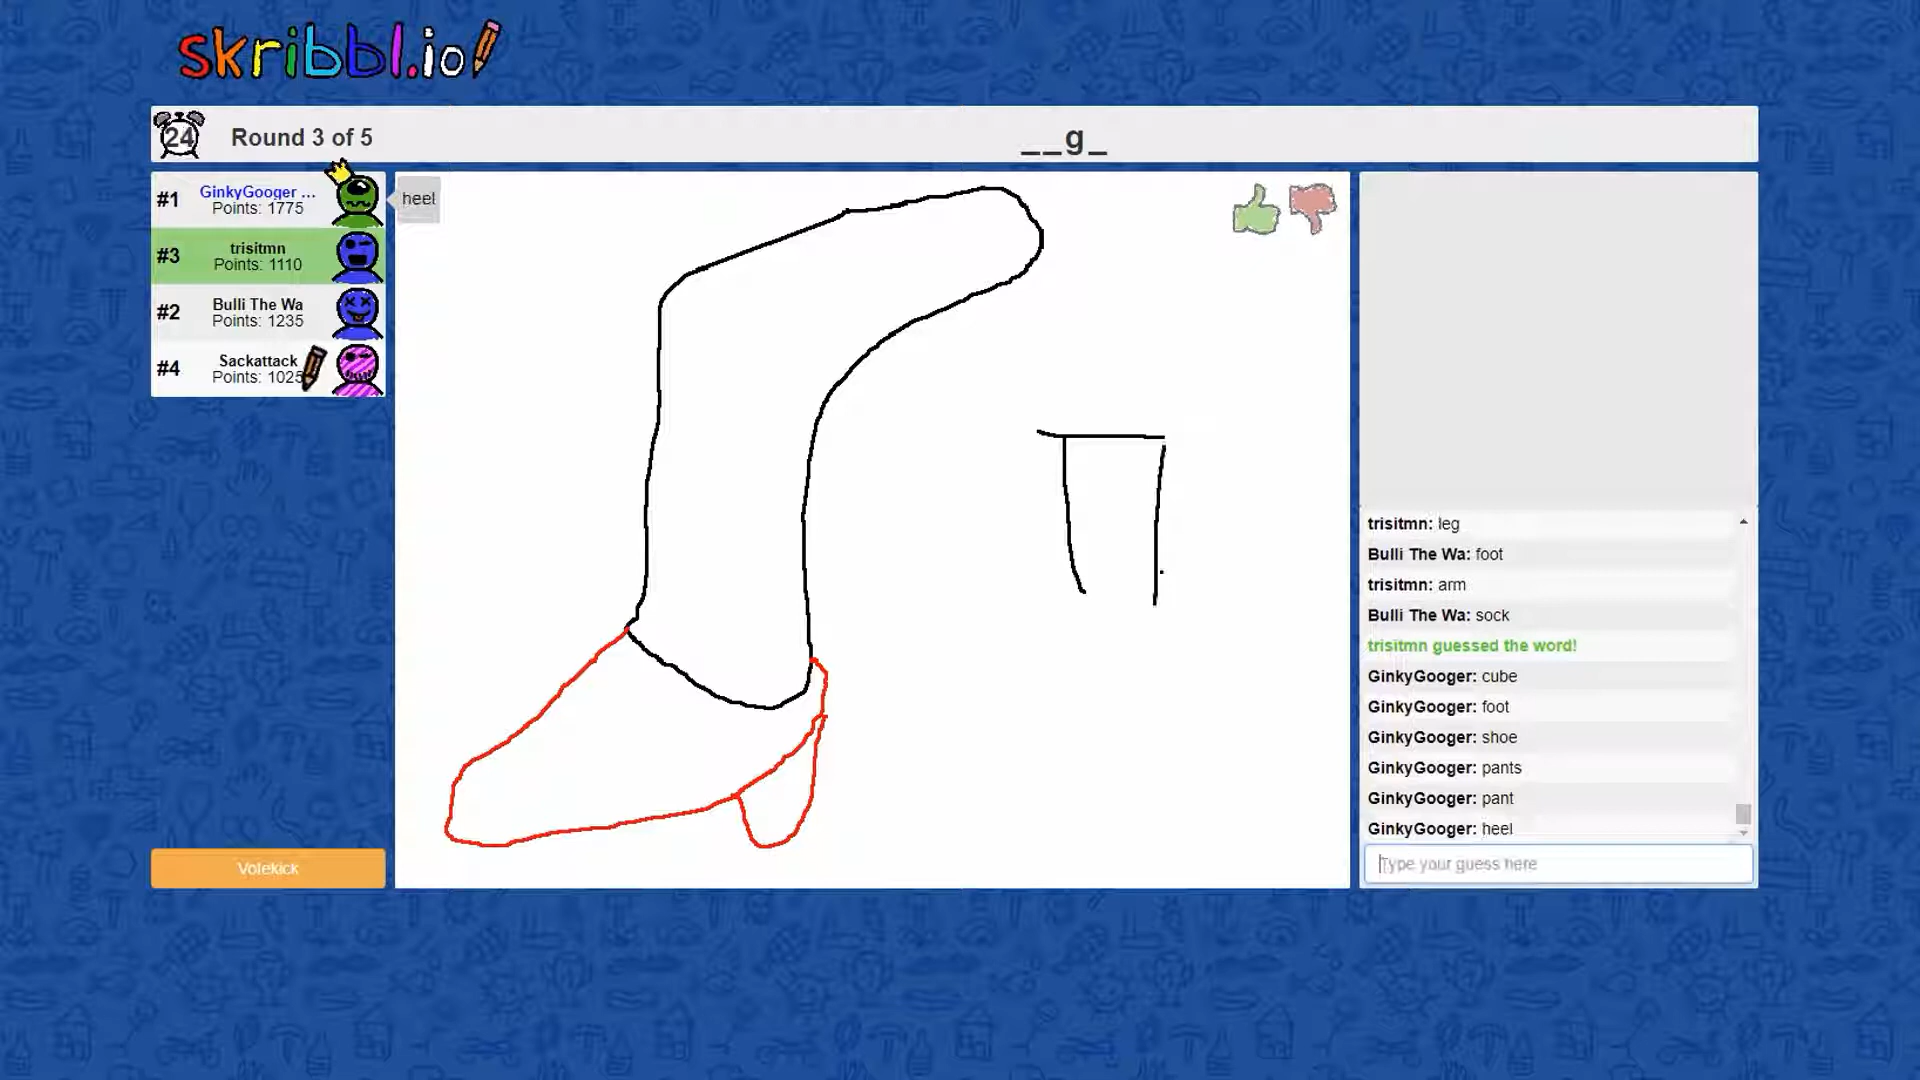 skribbl.io
24
Round 3 of 5
__g_
#1
GinkyGooger ...
Points: 1775
heel
#3
trisitmn
Points: 1110
#2
Bulli The Wa
Points: 1235
#4
Sackattack
Points: 1025
trisitmn: leg
Bulli The Wa: foot
trisitmn: arm
Bulli The Wa: sock
trisitmn guessed the word!
GinkyGooger: cube
GinkyGooger: foot
GinkyGooger: shoe
GinkyGooger: pants
GinkyGooger: pant
GinkyGooger: heel
Votekick
Type your guess here